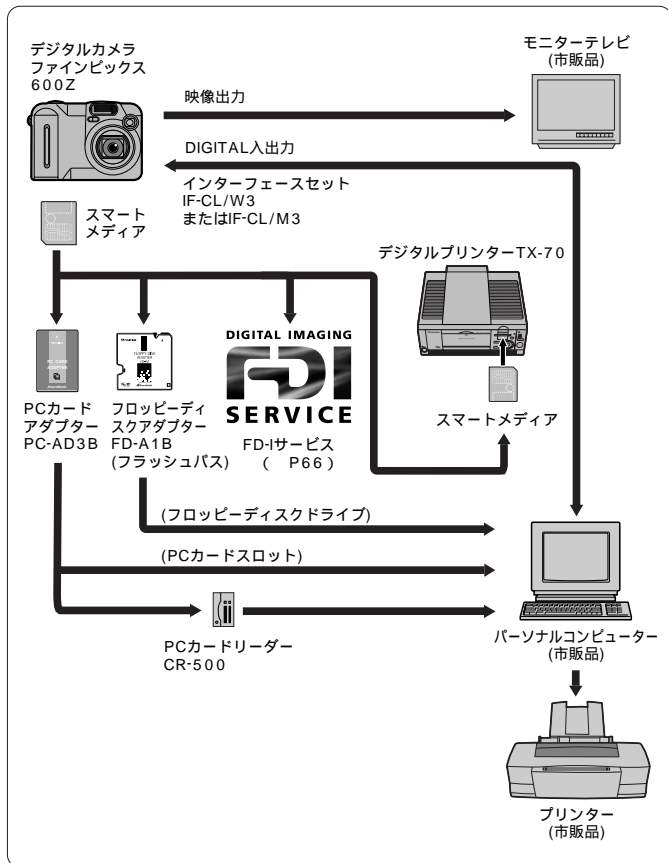 デジタルカメラ
ファインピックス
600Z
モニターテレビ
(市販品)
映像出力
DIGITAL入出力
インターフェースセット
IF-CL/W3
またはIF-CL/M3
スマート
メディア
デジタルプリンターTX-70
DIGITAL IMAGING
FDI
SERVICE
PCカード
アダプター
PC-AD3B
フロッピーディ
スクアダプター
FD-A1B
(フラッシュパス)
FD-Iサービス
( P66)
スマートメディア
(フロッピーディスクドライブ)
(PCカードスロット)
PCカードリーダー
CR-500
パーソナルコンピューター
(市販品)
プリンター
(市販品)